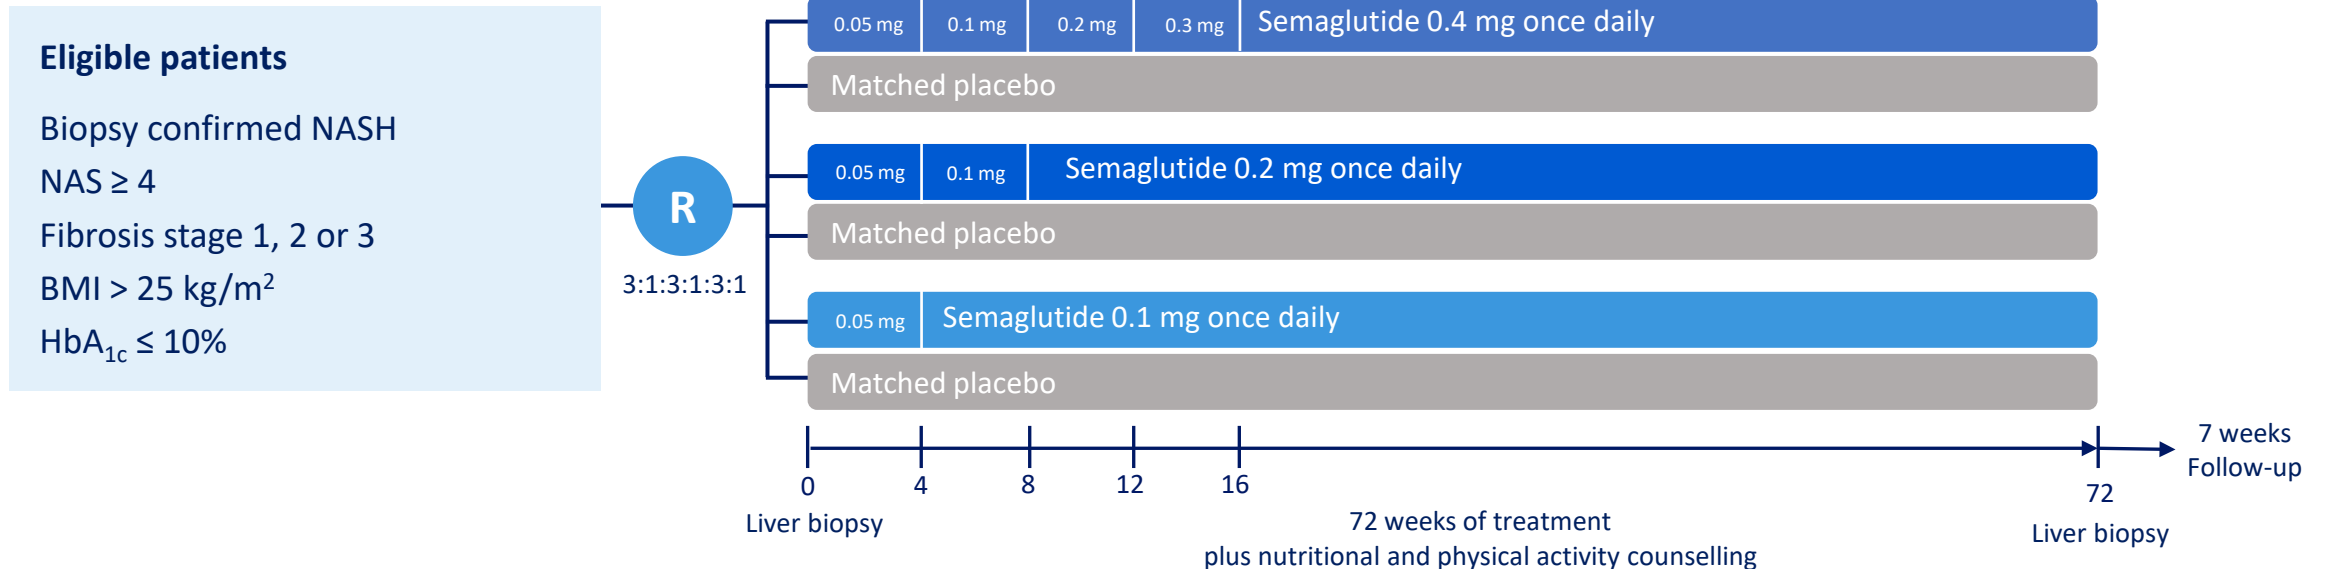 Eligible patients
Biopsy confirmed NASH
NAS ≥ 4
Fibrosis stage 1, 2 or 3
BMI > 25 kg/m²
HbA₁c ≤ 10%
R
3:1:3:1:3:1
0.05 mg 0.1 mg 0.2 mg 0.3 mg Semaglutide 0.4 mg once daily
Matched placebo
0.05 mg 0.1 mg Semaglutide 0.2 mg once daily
Matched placebo
0.05 mg Semaglutide 0.1 mg once daily
Matched placebo
0 4 8 12 16 72
Liver biopsy
72 weeks of treatment
plus nutritional and physical activity counselling
Liver biopsy
7 weeks
Follow-up